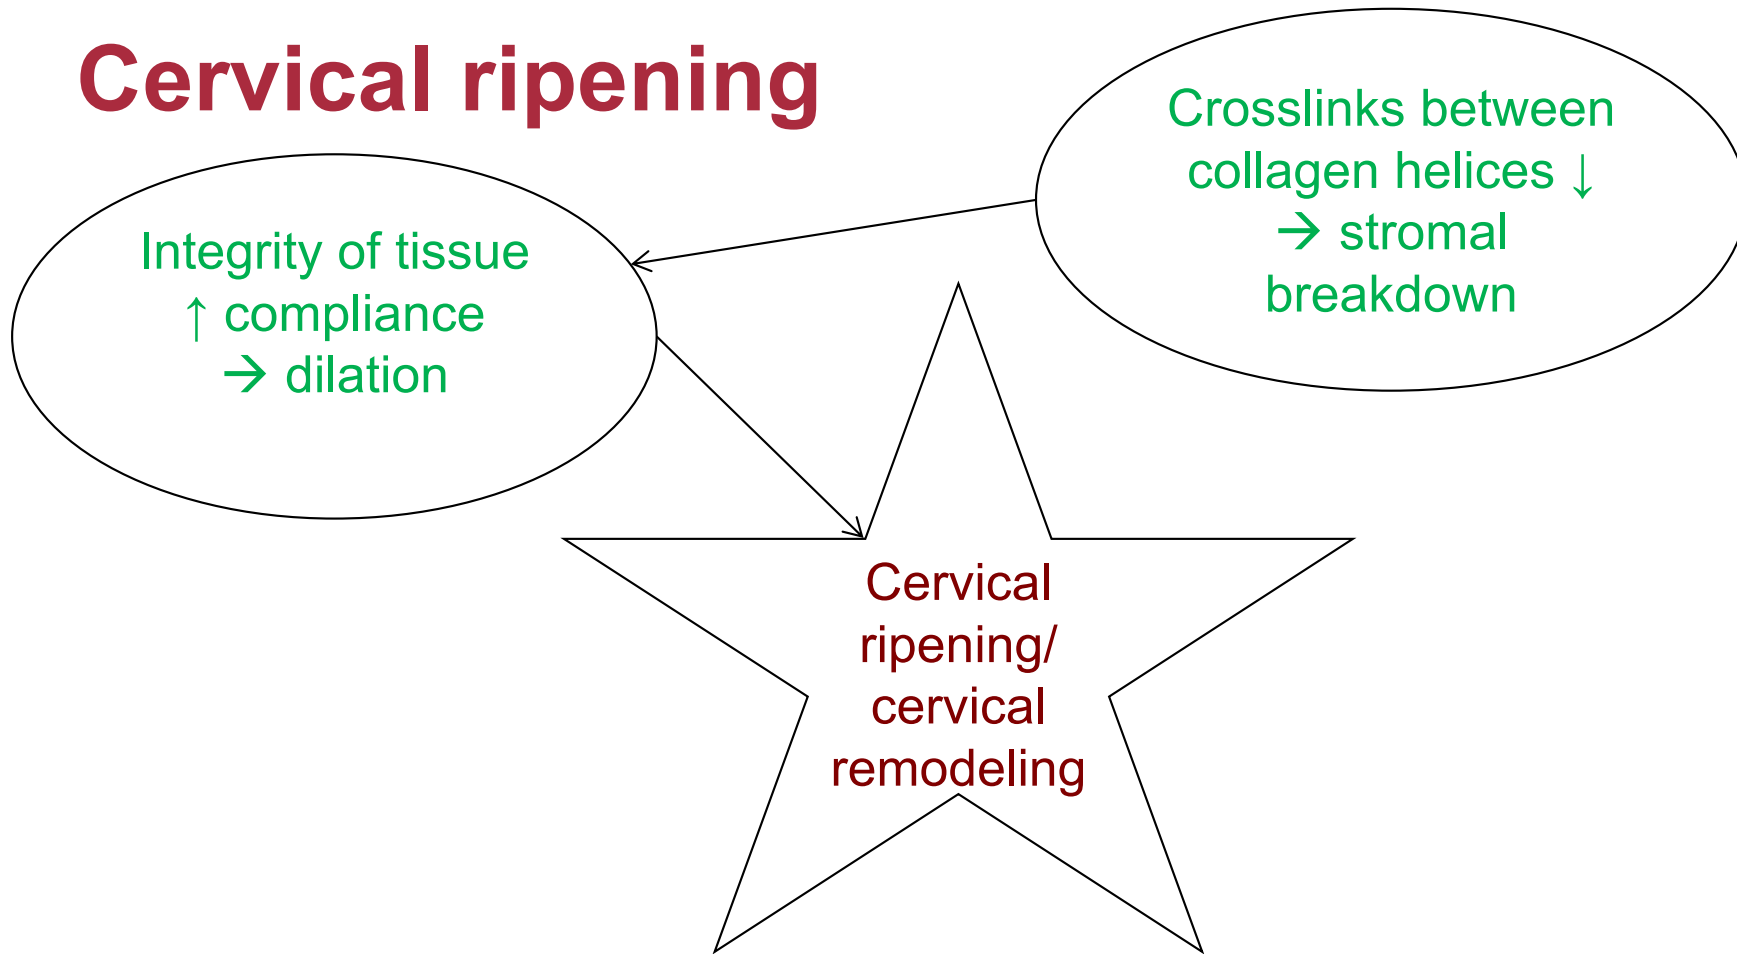 Cervical ripening
Crosslinks between
collagen helices ↓
→ stromal
breakdown
Integrity of tissue
↑ compliance
→ dilation
Cervical
ripening/
cervical
remodeling